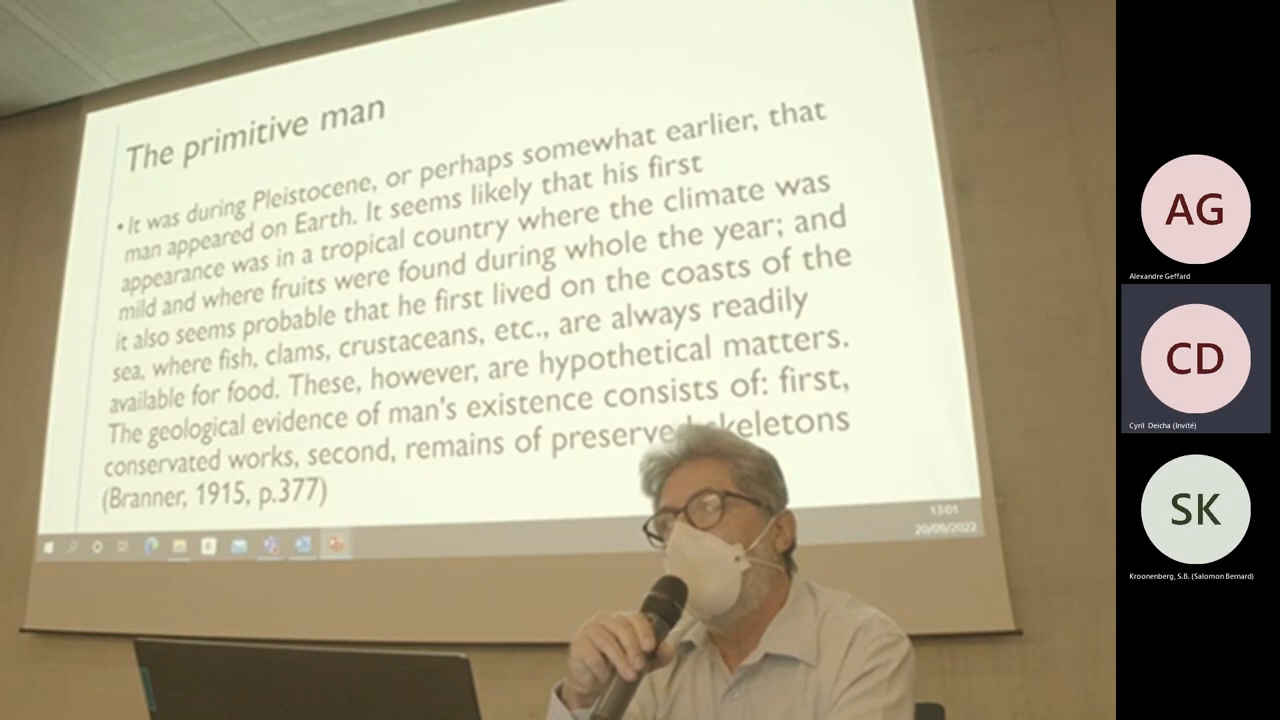 The primitive man
• It was during Pleistocene, or perhaps somewhat earlier, that
man appeared on Earth. It seems likely that his first
appearance was in a tropical country where the climate was
mild and where fruits were found during whole the year; and
it also seems probable that he first lived on the coasts of the
sea, where fish, clams, crustaceans, etc., are always readily
available for food. These, however, are hypothetical matters.
The geological evidence of man's existence consists of: first,
conservated works, second, remains of preserved skeletons
(Branner, 1915, p.377)
13:01
20/09/2022
AG
Alexandre Geffard
CD
Cyril Deicha (Invité)
SK
Kroonenberg, S.B. (Salomon Bernard)